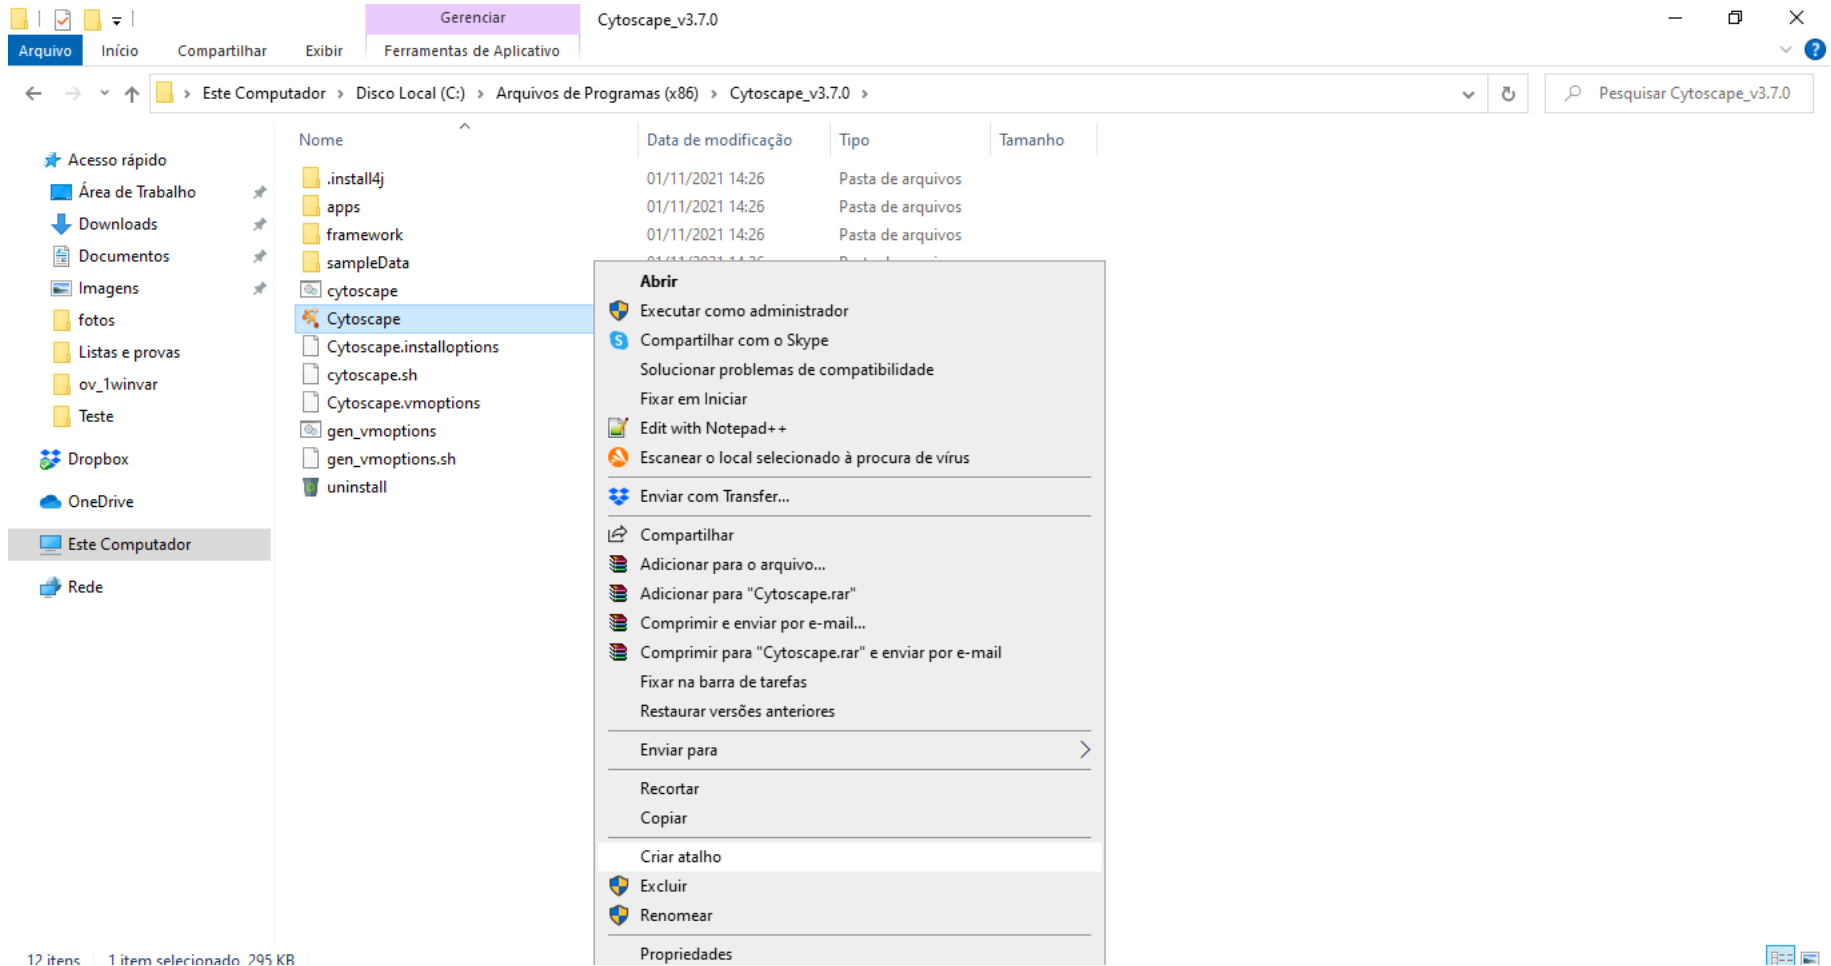 Gerenciar
Cytoscape_v3.7.0
Arquivo
Início
Compartilhar
Exibir
Ferramentas de Aplicativo
Este Computador
Disco Local (C:)
Arquivos de Programas (x86)
Cytoscape_v3.7.0
Pesquisar Cytoscape_v3.7.0
Acesso rápido
Área de Trabalho
Downloads
Documentos
Imagens
fotos
Listas e provas
ov_1winvar
Teste
Dropbox
OneDrive
Este Computador
Rede
Nome Data de modificação Tipo Tamanho
.install4j 01/11/2021 14:26 Pasta de arquivos
apps 01/11/2021 14:26 Pasta de arquivos
framework 01/11/2021 14:26 Pasta de arquivos
sampleData
cytoscape
Cytoscape
Cytoscape.installoptions
cytoscape.sh
Cytoscape.vmoptions
gen_vmoptions
gen_vmoptions.sh
uninstall
Abrir
Executar como administrador
Compartilhar com o Skype
Solucionar problemas de compatibilidade
Fixar em Iniciar
Edit with Notepad++
Escanear o local selecionado à procura de vírus
Enviar com Transfer...
Compartilhar
Adicionar para o arquivo...
Adicionar para "Cytoscape.rar"
Comprimir e enviar por e-mail...
Comprimir para "Cytoscape.rar" e enviar por e-mail
Fixar na barra de tarefas
Restaurar versões anteriores
Enviar para
Recortar
Copiar
Criar atalho
Excluir
Renomear
Propriedades
12 itens 1 item selecionado 295 KB